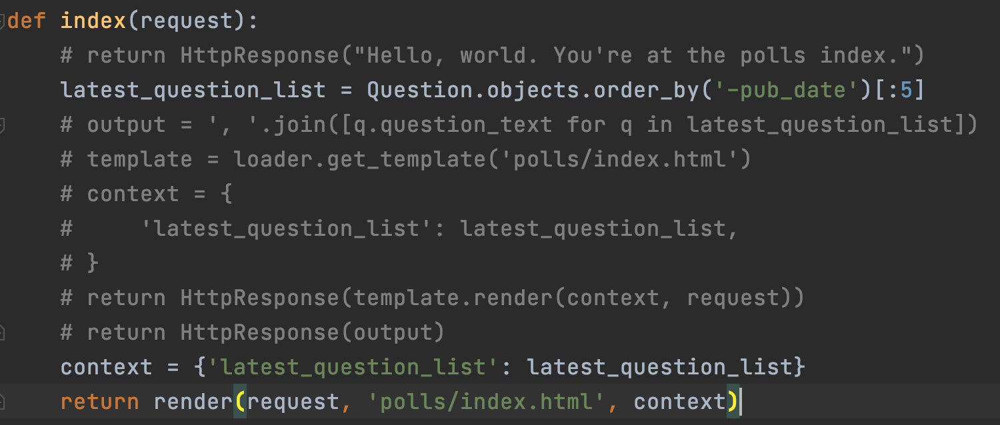 def index(request):
    # return HttpResponse("Hello, world. You're at the polls index.")
    latest_question_list = Question.objects.order_by('-pub_date')[:5]
    # output = ', '.join([q.question_text for q in latest_question_list])
    # template = loader.get_template('polls/index.html')
    # context = {
    #     'latest_question_list': latest_question_list,
    # }
    # return HttpResponse(template.render(context, request))
    # return HttpResponse(output)
    context = {'latest_question_list': latest_question_list}
    return render(request, 'polls/index.html', context)